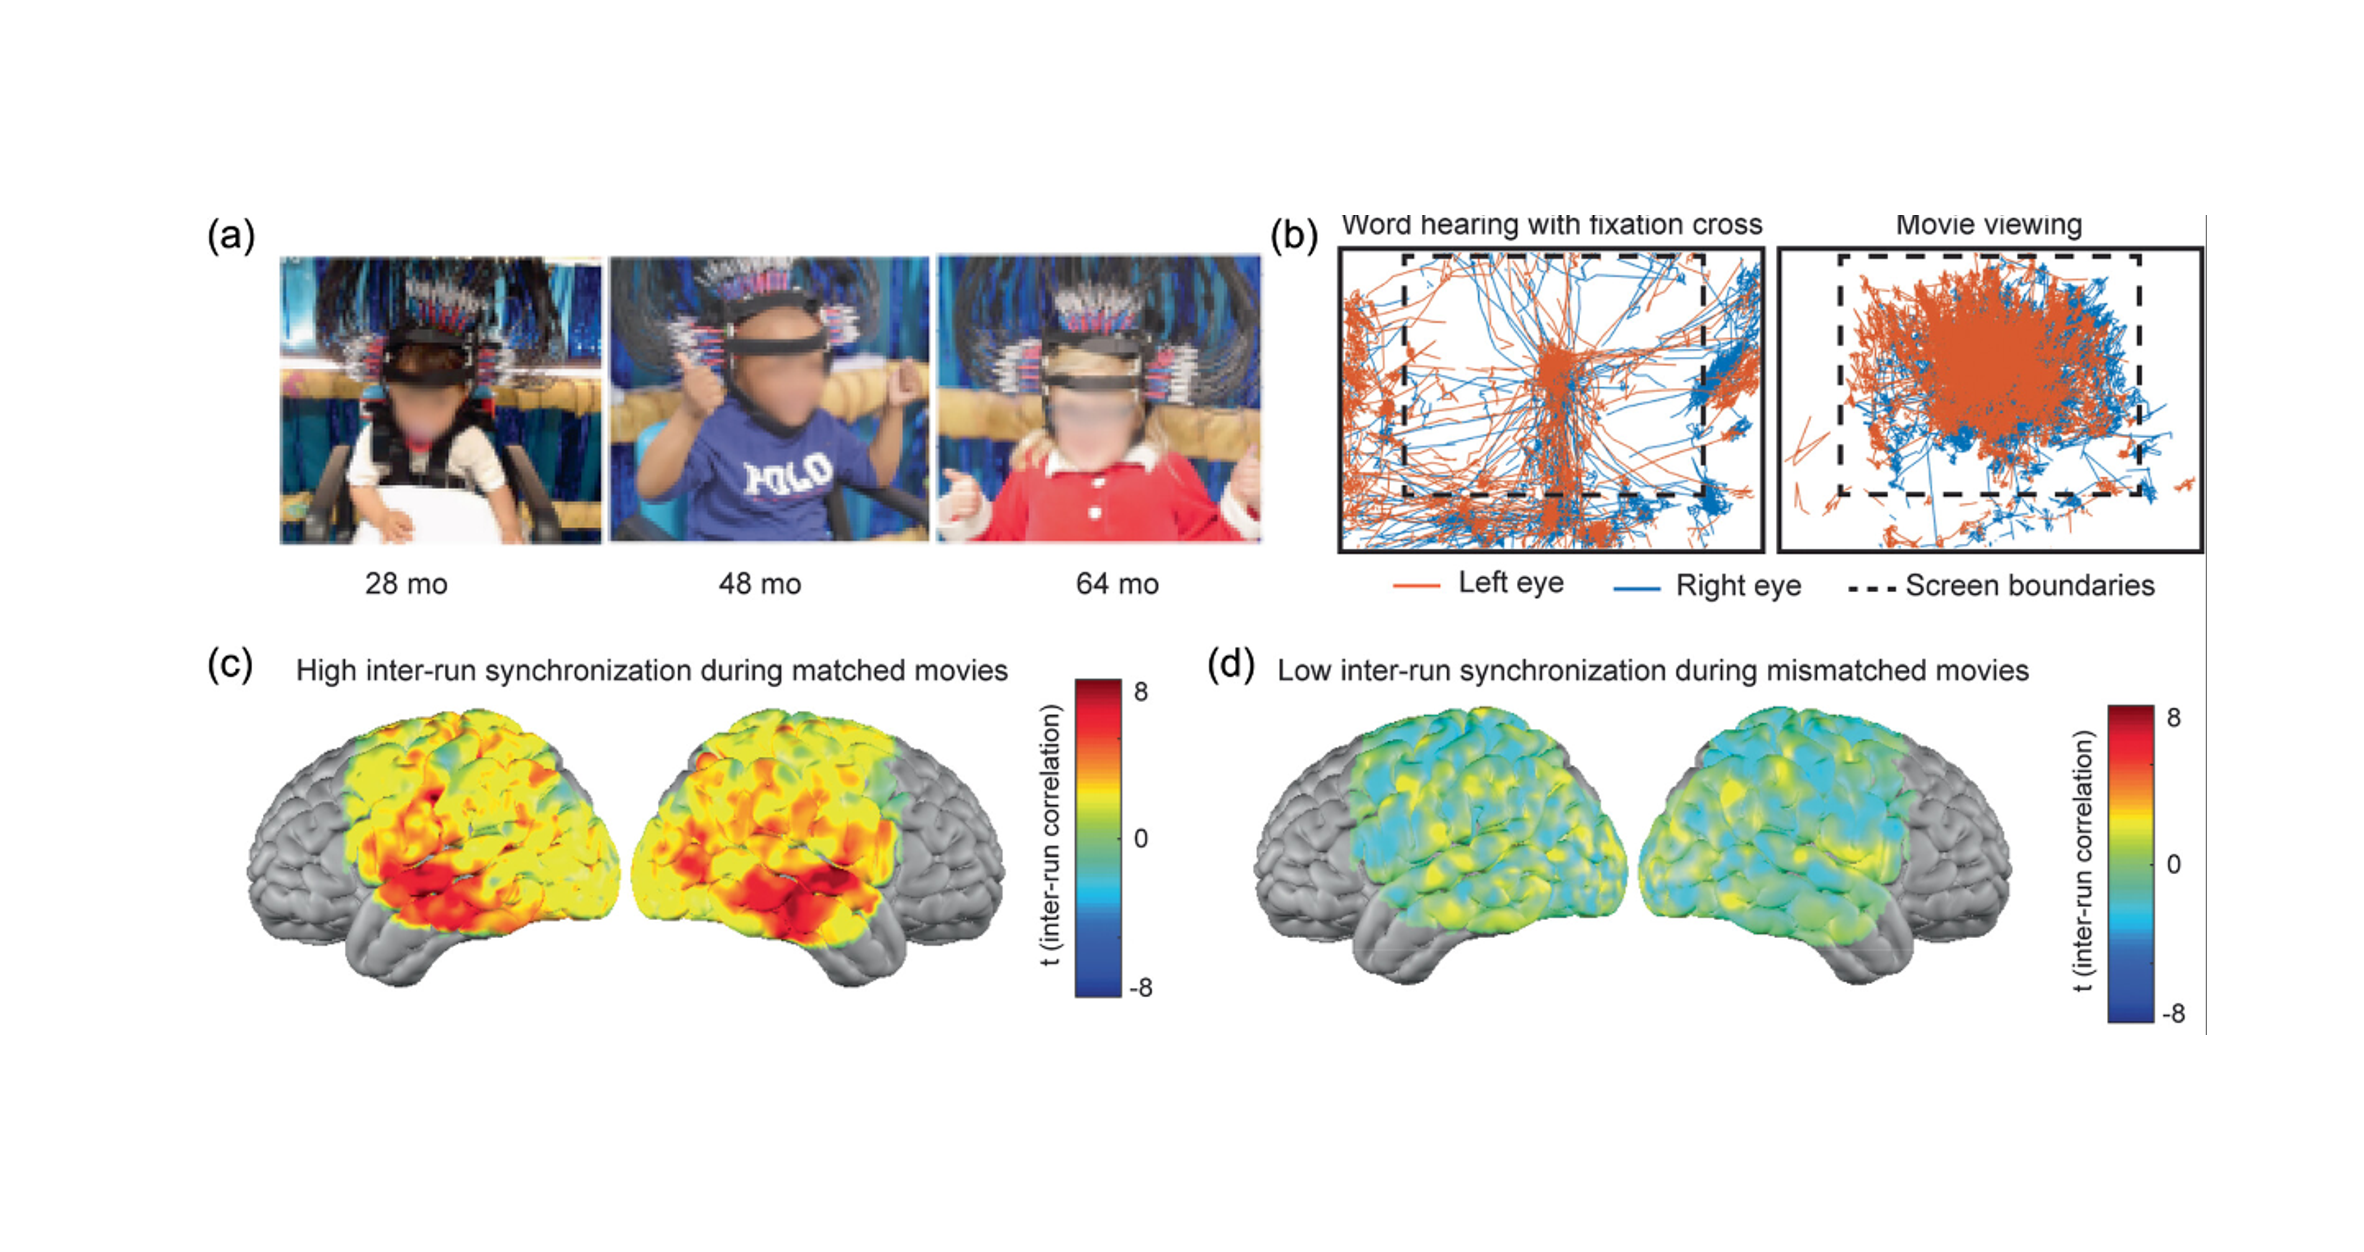 (a)
POLO
28 mo
48 mo
64 mo
(b)
Word hearing with fixation cross
Movie viewing
Left eye
Right eye
Screen boundaries
(c)
High inter-run synchronization during matched movies
t (inter-run correlation)
8
0
-8
(d)
Low inter-run synchronization during mismatched movies
t (inter-run correlation)
8
0
-8